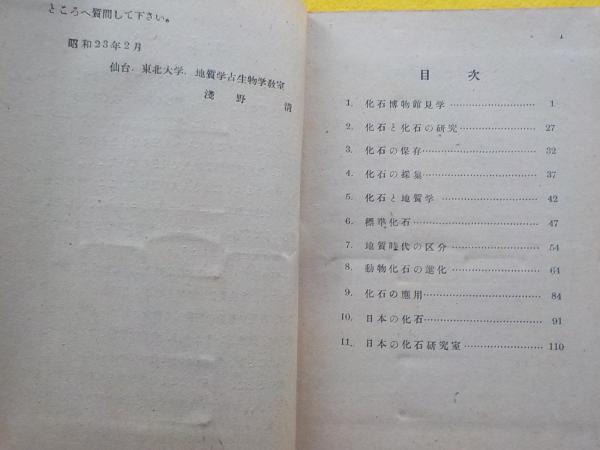 ところへ質問して下さい。
昭和23年2月
仙台. 東北大学. 地質学古生物学教室
淺野 清
目次
1. 化石博物館見学 …………………… 1
2. 化石と化石の研究 …………………… 27
3. 化石の保存 …………………… 32
4. 化石の採集 …………………… 37
5. 化石と地質学 …………………… 42
6. 標準化石 …………………… 47
7. 地質時代の区分 …………………… 54
8. 動物化石の進化 …………………… 64
9. 化石の應用 …………………… 84
10. 日本の化石 …………………… 91
11. 日本の化石研究室 …………………… 110